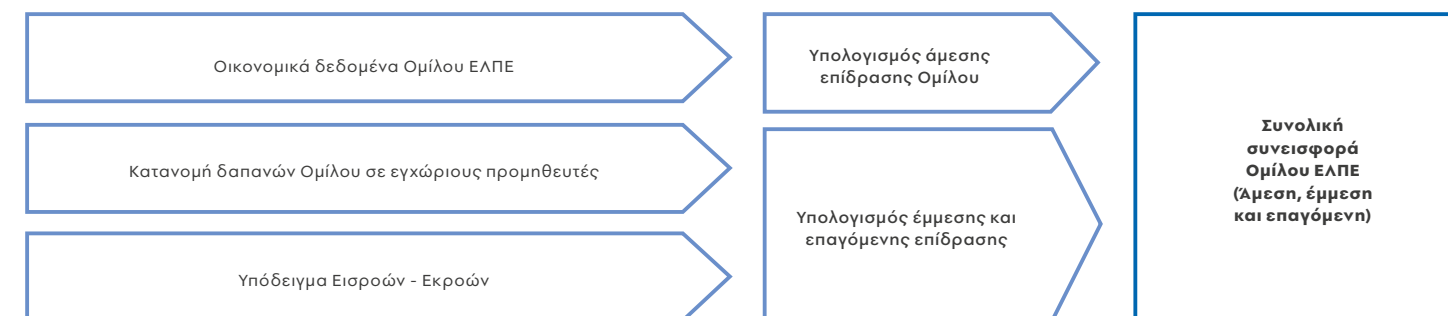 Οικονομικά δεδομένα Ομίλου ΕΛΠΕ
Κατανομή δαπανών Ομίλου σε εγχώριους προμηθευτές
Υπόδειγμα Εισροών - Εκροών
Υπολογισμός άμεσης
επίδρασης Ομίλου
Υπολογισμός έμμεσης και
επαγόμενης επίδρασης
Συνολική
συνεισφορά
Ομίλου ΕΛΠΕ
(Άμεση, έμμεση
και επαγόμενη)